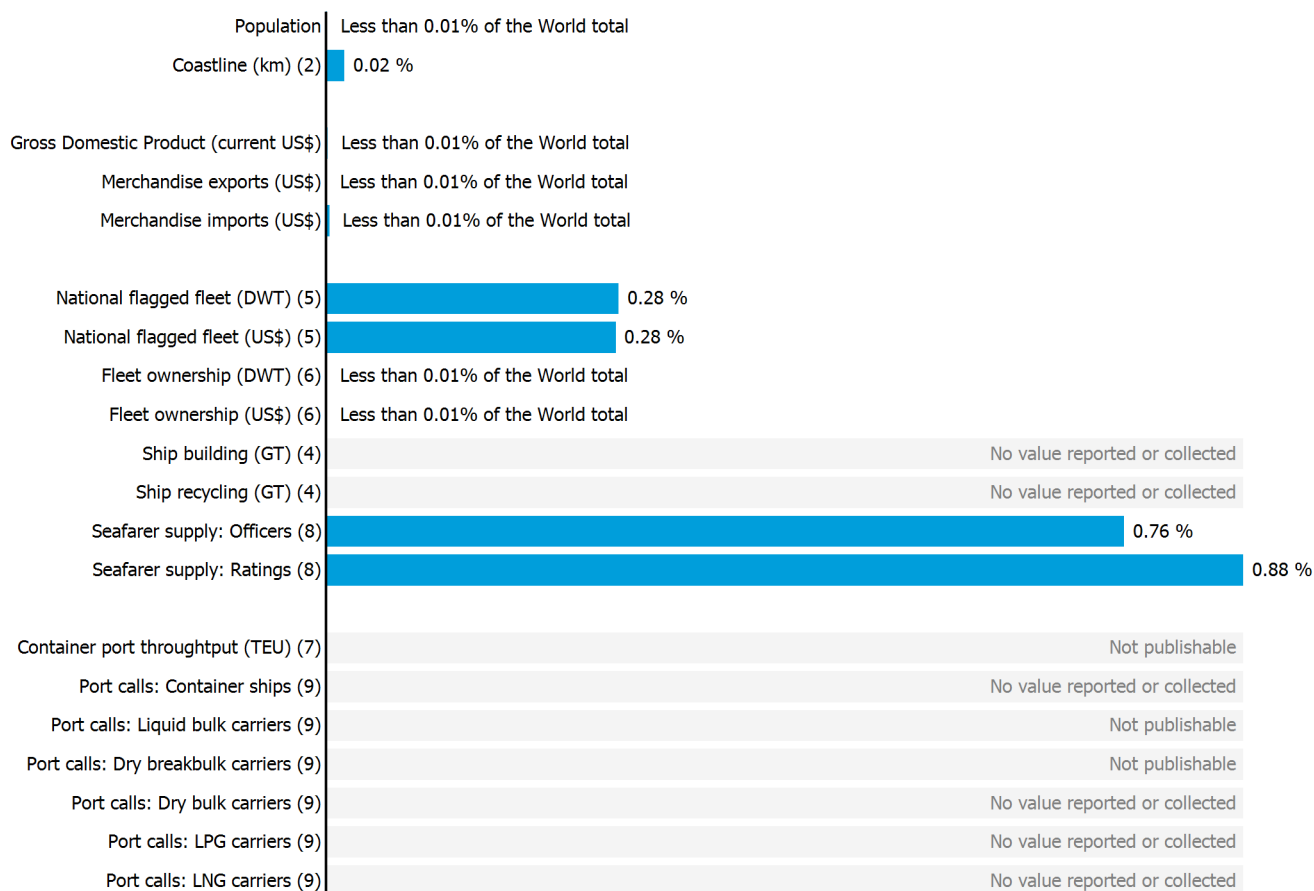 Population Less than 0.01% of the World total
Coastline (km) (2) 0.02 %
Gross Domestic Product (current US$) Less than 0.01% of the World total
Merchandise exports (US$) Less than 0.01% of the World total
Merchandise imports (US$) Less than 0.01% of the World total
National flagged fleet (DWT) (5) 0.28 %
National flagged fleet (US$) (5) 0.28 %
Fleet ownership (DWT) (6) Less than 0.01% of the World total
Fleet ownership (US$) (6) Less than 0.01% of the World total
Ship building (GT) (4) No value reported or collected
Ship recycling (GT) (4) No value reported or collected
Seafarer supply: Officers (8) 0.76 %
Seafarer supply: Ratings (8) 0.88 %
Container port throughtput (TEU) (7) Not publishable
Port calls: Container ships (9) No value reported or collected
Port calls: Liquid bulk carriers (9) Not publishable
Port calls: Dry breakbulk carriers (9) Not publishable
Port calls: Dry bulk carriers (9) No value reported or collected
Port calls: LPG carriers (9) No value reported or collected
Port calls: LNG carriers (9) No value reported or collected